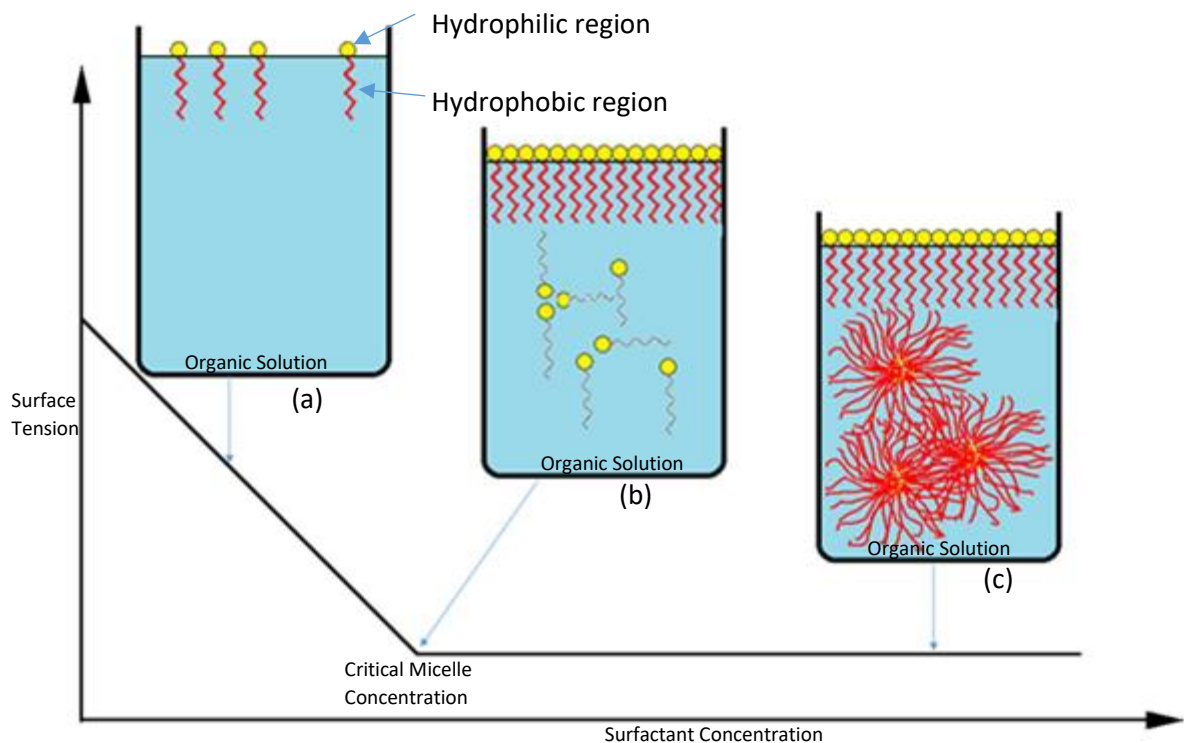 Hydrophilic region
Hydrophobic region
Organic Solution
(a)
Surface
Tension
Organic Solution
(b)
Organic Solution
(c)
Critical Micelle
Concentration
Surfactant Concentration